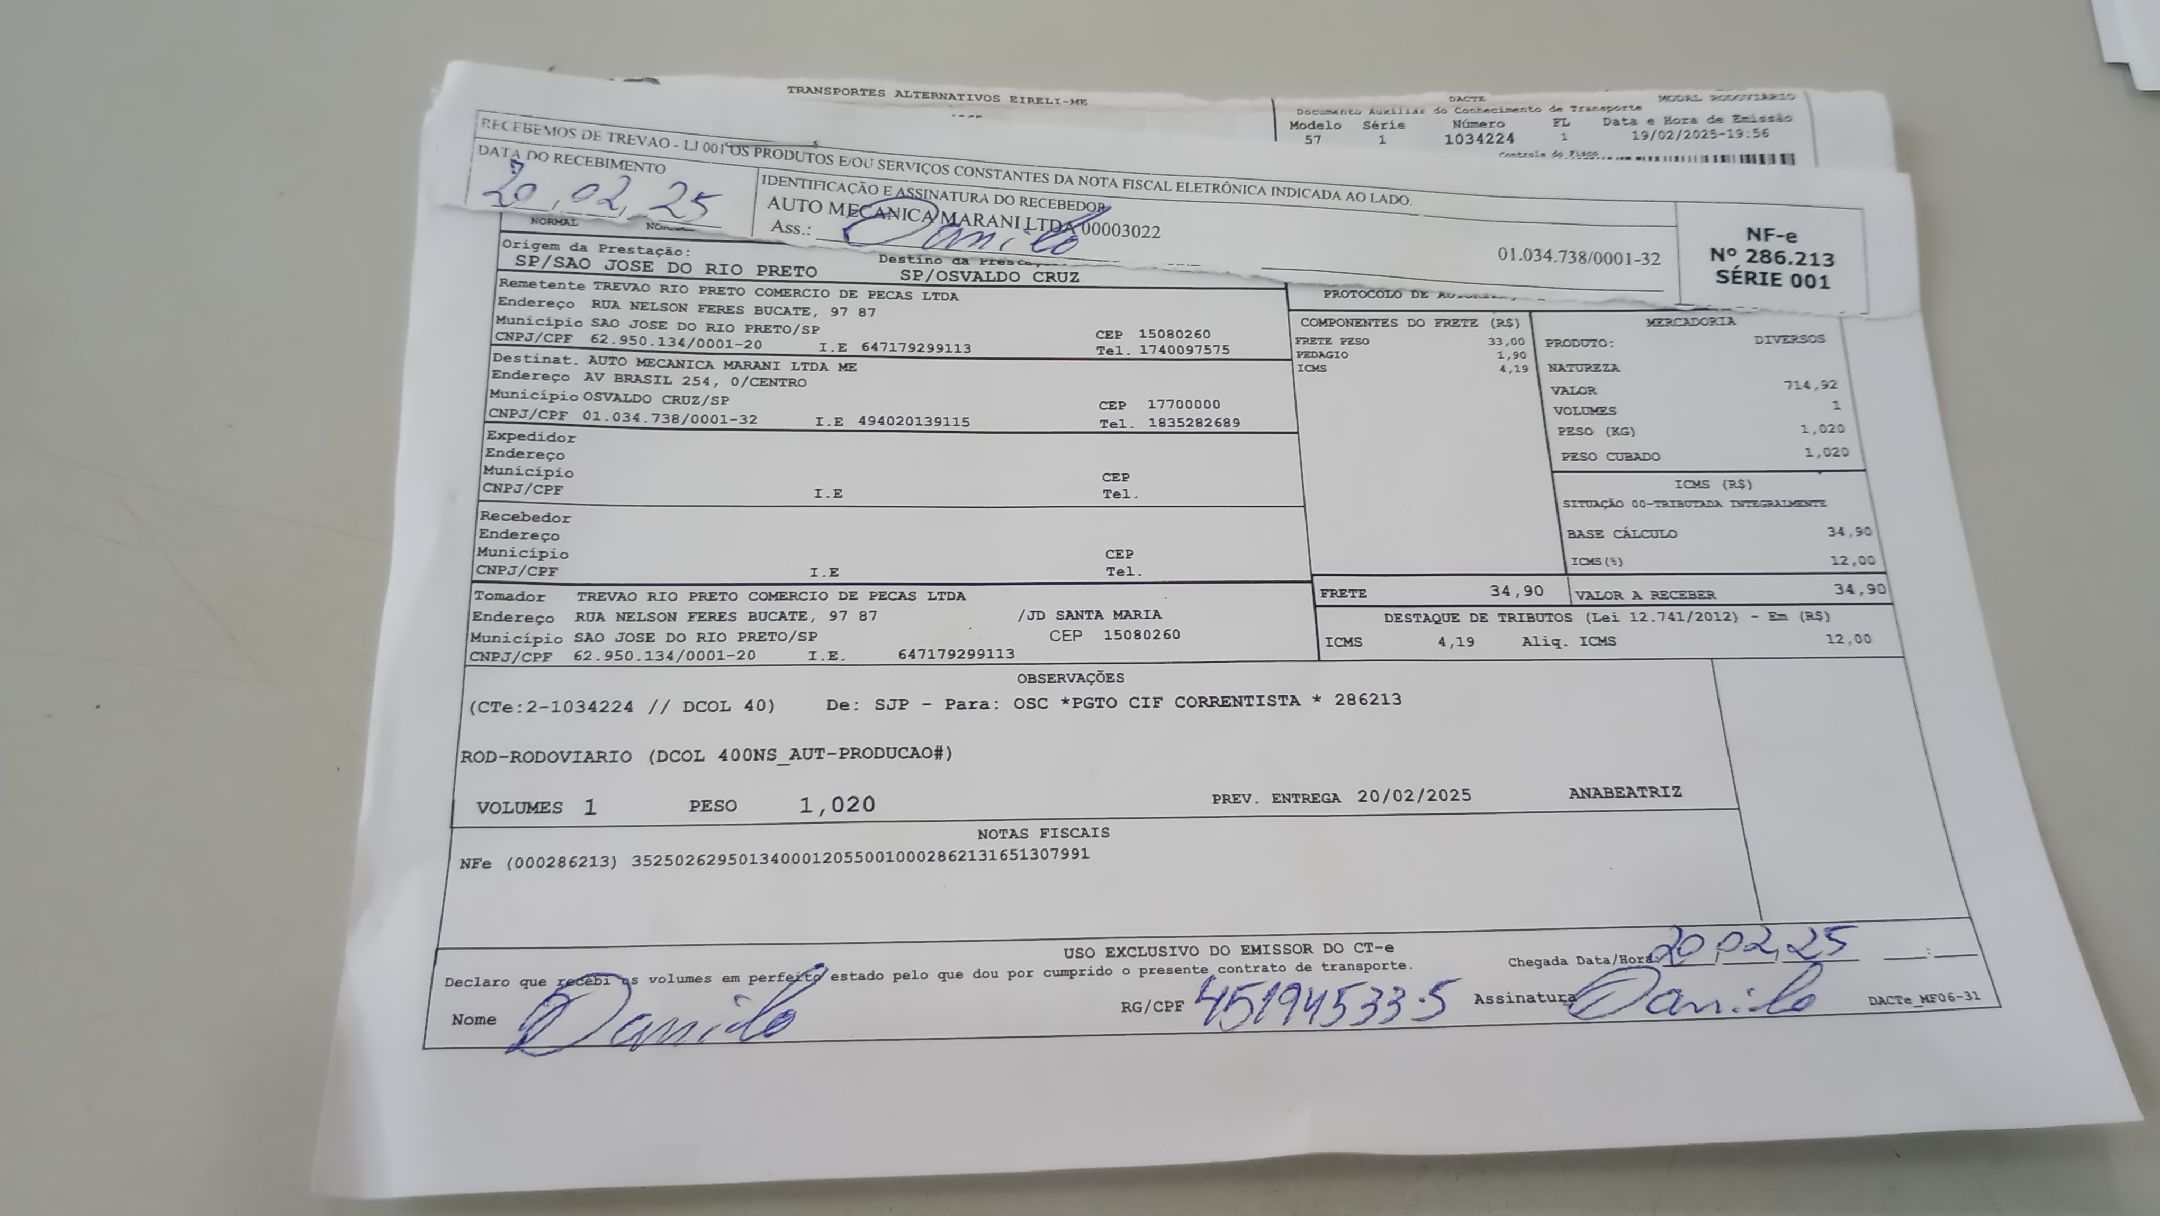 TRANSPORTES ALTERNATIVOS EIRELI-ME
DACTE
MODAL RODOVIÁRIO
Documento Auxiliar do Conhecimento de Transporte
Modelo Série Número FL Data e Hora de Emissão
57 1 1034224 1 19/02/2025-19:56
Controle do Fisco
RECEBEMOS DE TREVAO - LJ 001 OS PRODUTOS E/OU SERVIÇOS CONSTANTES DA NOTA FISCAL ELETRÔNICA INDICADA AO LADO.
DATA DO RECEBIMENTO
20,02,25
IDENTIFICAÇÃO E ASSINATURA DO RECEBEDOR
AUTO MECANICA MARANI LTDA 00003022
Ass.: Danilo
01.034.738/0001-32
NF-e
Nº 286.213
SÉRIE 001
NORMAL
Origem da Prestação:
SP/SAO JOSE DO RIO PRETO
Destino da
SP/OSVALDO CRUZ
Remetente TREVAO RIO PRETO COMERCIO DE PECAS LTDA
Endereço RUA NELSON FERES BUCATE, 97 87
Município SAO JOSE DO RIO PRETO/SP CEP 15080260
CNPJ/CPF 62.950.134/0001-20 I.E 647179299113 Tel. 1740097575
Destinat. AUTO MECANICA MARANI LTDA ME
Endereço AV BRASIL 254, 0/CENTRO
Município OSVALDO CRUZ/SP CEP 17700000
CNPJ/CPF 01.034.738/0001-32 I.E 494020139115 Tel. 1835282689
Expedidor
Endereço
Município CEP
CNPJ/CPF I.E Tel.
Recebedor
Endereço
Município CEP
CNPJ/CPF I.E Tel.
Tomador TREVAO RIO PRETO COMERCIO DE PECAS LTDA
Endereço RUA NELSON FERES BUCATE, 97 87 /JD SANTA MARIA
Município SAO JOSE DO RIO PRETO/SP CEP 15080260
CNPJ/CPF 62.950.134/0001-20 I.E. 647179299113
PROTOCOLO DE
COMPONENTES DO FRETE (R$)
FRETE PESO 33,00
PEDAGIO 1,90
ICMS 4,19
MERCADORIA
PRODUTO: DIVERSOS
NATUREZA
VALOR 714,92
VOLUMES 1
PESO (KG) 1,020
PESO CUBADO 1,020
ICMS (R$)
SITUAÇÃO 00-TRIBUTADA INTEGRALMENTE
BASE CÁLCULO 34,90
ICMS(%) 12,00
FRETE 34,90 VALOR A RECEBER 34,90
DESTAQUE DE TRIBUTOS (Lei 12.741/2012) - Em (R$)
ICMS 4,19 Aliq. ICMS 12,00
OBSERVAÇÕES
(CTe:2-1034224 // DCOL 40) De: SJP - Para: OSC *PGTO CIF CORRENTISTA * 286213
ROD-RODOVIARIO (DCOL 400NS_AUT-PRODUCAO#)
VOLUMES 1 PESO 1,020 PREV. ENTREGA 20/02/2025 ANABEATRIZ
NOTAS FISCAIS
NFe (000286213) 35250262950134000120550010002862131651307991
USO EXCLUSIVO DO EMISSOR DO CT-e
Declaro que recebi os volumes em perfeito estado pelo que dou por cumprido o presente contrato de transporte.
Chegada Data/Hora: 20,02,25 __:__
Nome Danilo RG/CPF 45194533-5 Assinatura Danilo DACTe_MF06-31